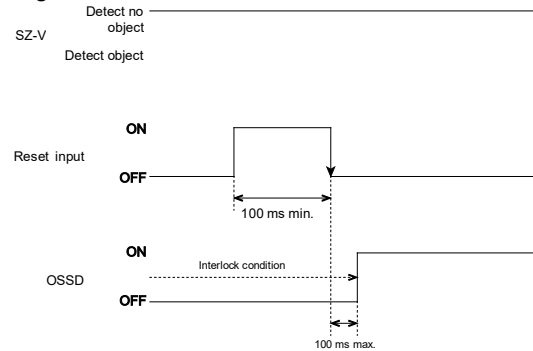 Detect no
object
SZ-V
Detect object
ON
Reset input
OFF
100 ms min.
ON
Interlock condition
OSSD
OFF
100 ms max.